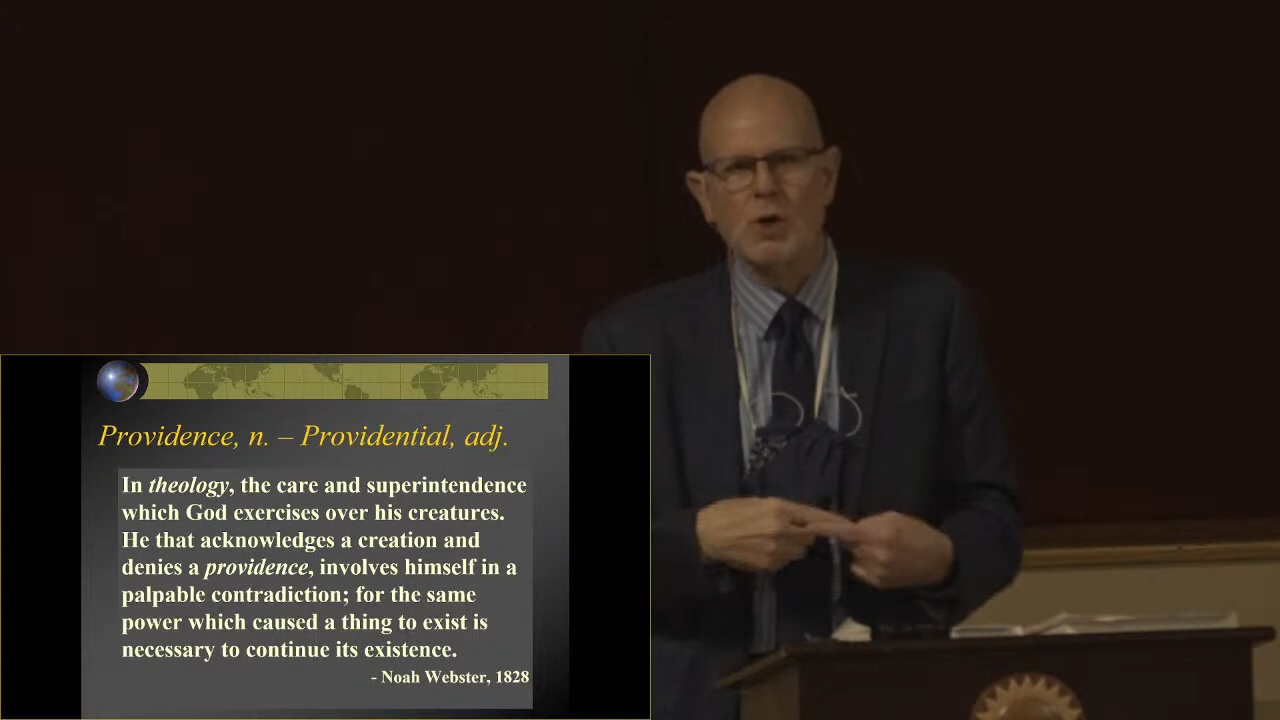 Providence, n. – Providential, adj.
In theology, the care and superintendence
which God exercises over his creatures.
He that acknowledges a creation and
denies a providence, involves himself in a
palpable contradiction; for the same
power which caused a thing to exist is
necessary to continue its existence.
- Noah Webster, 1828